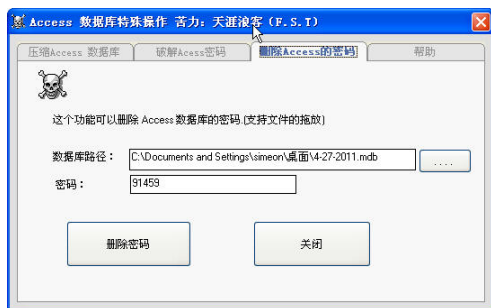 Access 数据库特殊操作 苦力：天涯浪客 (F.S.T)
压缩Access 数据库
破解Acess密码
删除Access的密码
帮助
这个功能可以删除 Access 数据库的密码.(支持文件的拖放)
数据库路径：
C:\Documents and Settings\simeon\桌面\4-27-2011.mdb
....
密码：
91459
删除密码
关闭